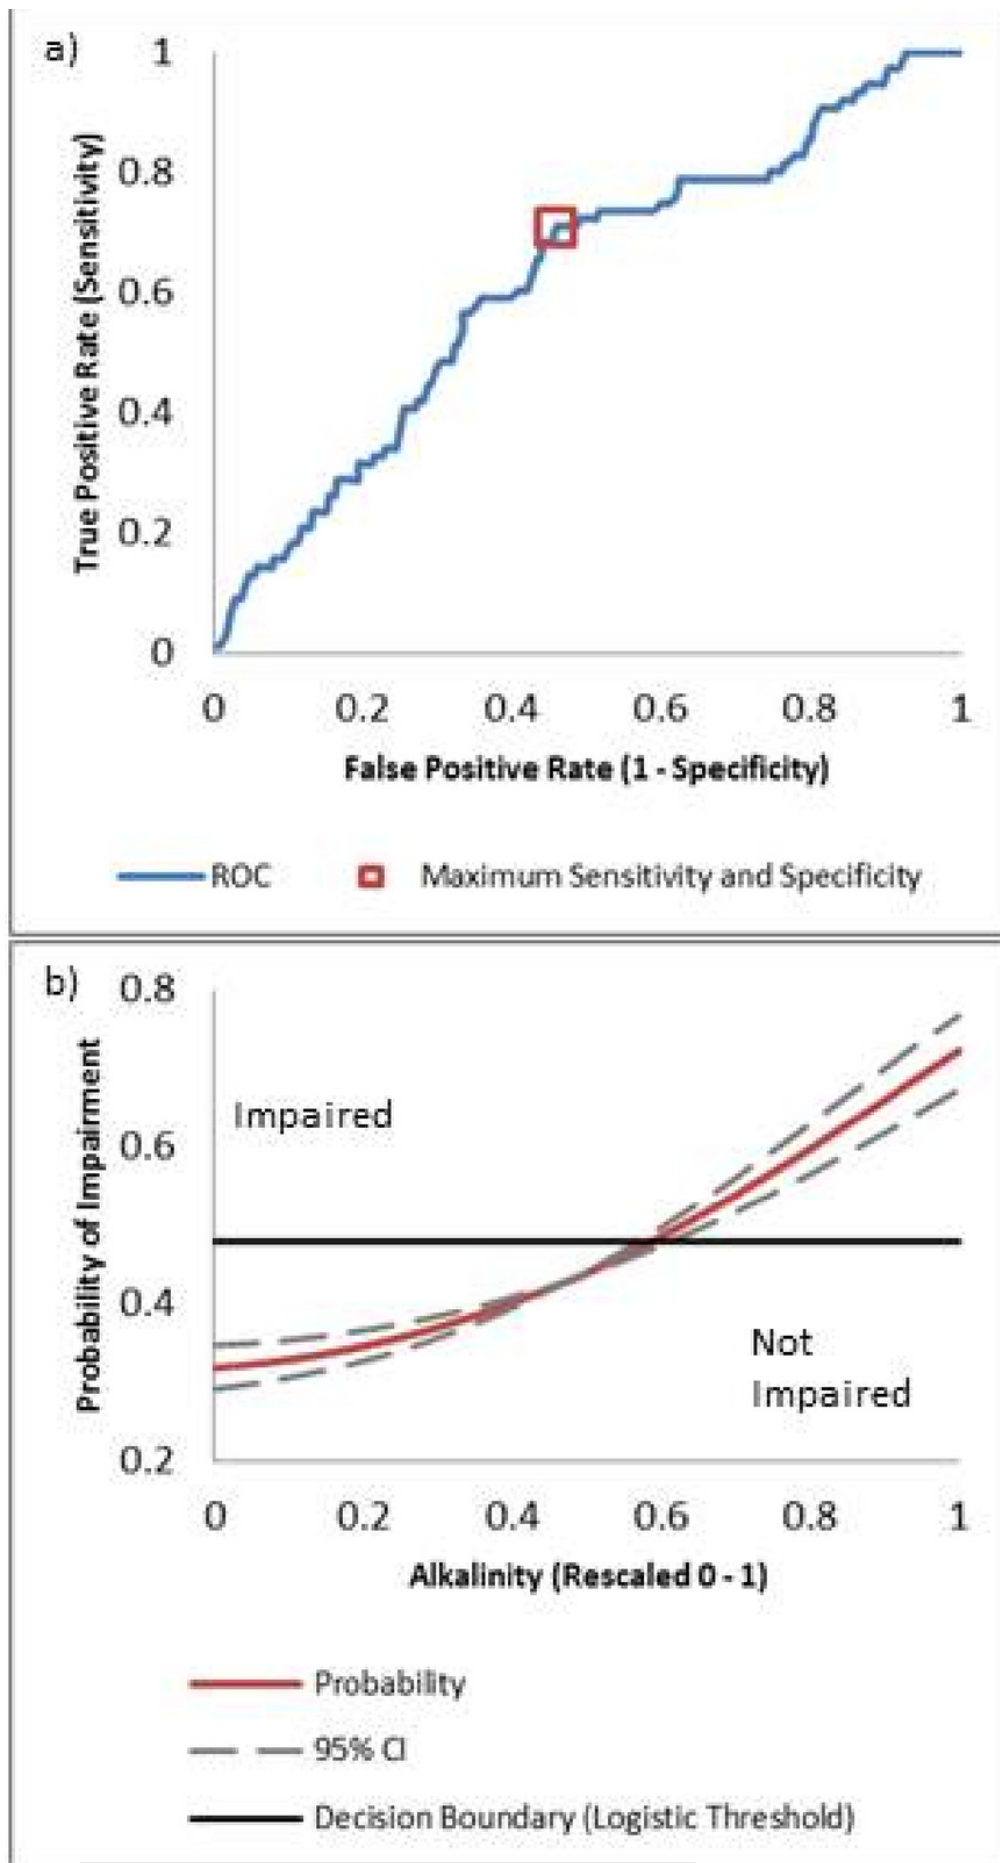 a)
True Positive Rate (Sensitivity)
1
0.8
0.6
0.4
0.2
0
0 0.2 0.4 0.6 0.8 1
False Positive Rate (1 - Specificity)
ROC Maximum Sensitivity and Specificity
b)
Probability of Impairment
0.8
0.6
0.4
0.2
Impaired
Not
Impaired
0 0.2 0.4 0.6 0.8 1
Alkalinity (Rescaled 0 - 1)
Probability
95% CI
Decision Boundary (Logistic Threshold)